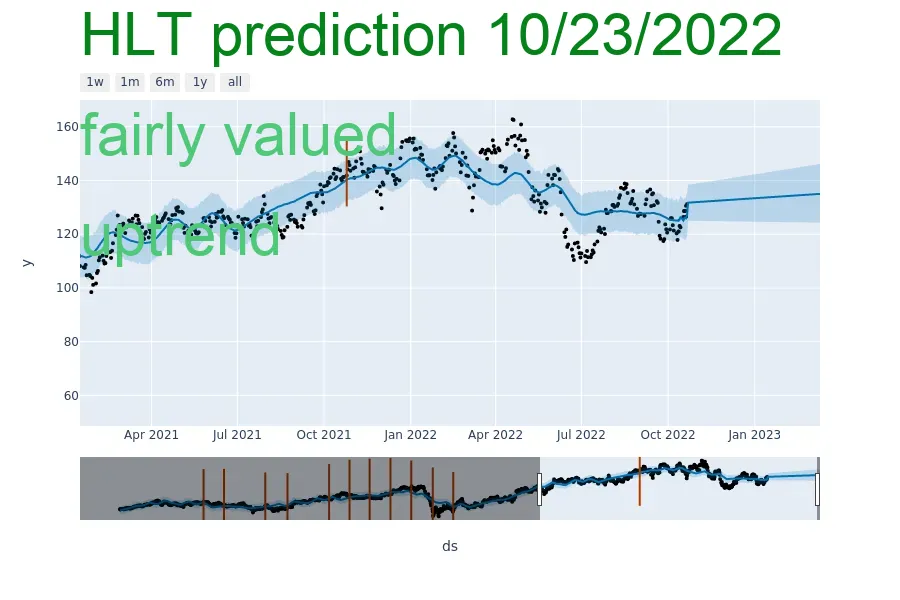 HLT prediction 10/23/2022
1w 1m 6m 1y all
fairly valued
uptrend
160
140
120
100
80
60
y
Apr 2021 Jul 2021 Oct 2021 Jan 2022 Apr 2022 Jul 2022 Oct 2022 Jan 2023
ds